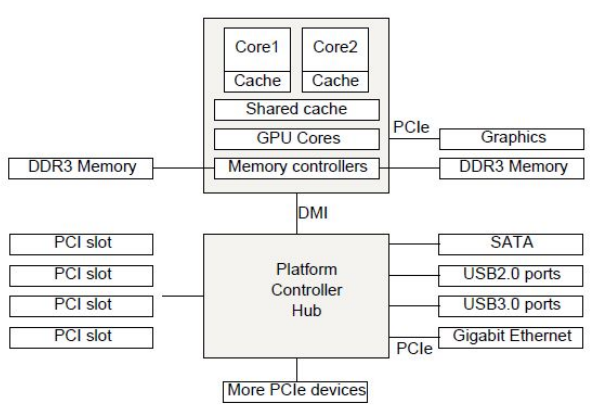 Core1
Core2
Cache
Cache
Shared cache
GPU Cores
PCIe
Graphics
DDR3 Memory
Memory controllers
DDR3 Memory
DMI
PCI slot
PCI slot
PCI slot
PCI slot
Platform
Controller
Hub
SATA
USB2.0 ports
USB3.0 ports
Gigabit Ethernet
PCIe
More PCIe devices